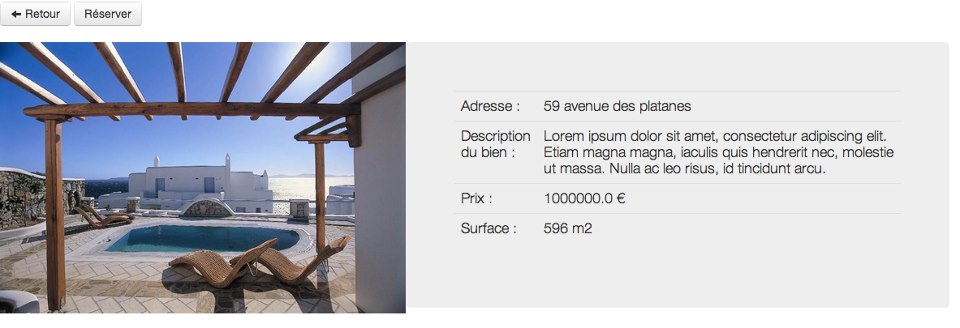 Retour Réserver
Adresse : 59 avenue des platanes
Description Lorem ipsum dolor sit amet, consectetur adipiscing elit.
du bien : Etiam magna magna, iaculis quis hendrerit nec, molestie
ut massa. Nulla ac leo risus, id tincidunt arcu.
Prix : 1000000.0 €
Surface : 596 m2